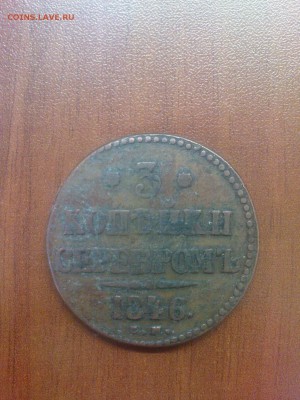 COINS.LAVE.RU
* 3 *
КОПѢЙКИ
СЕРЕБРОМЪ
1846.
С.М.